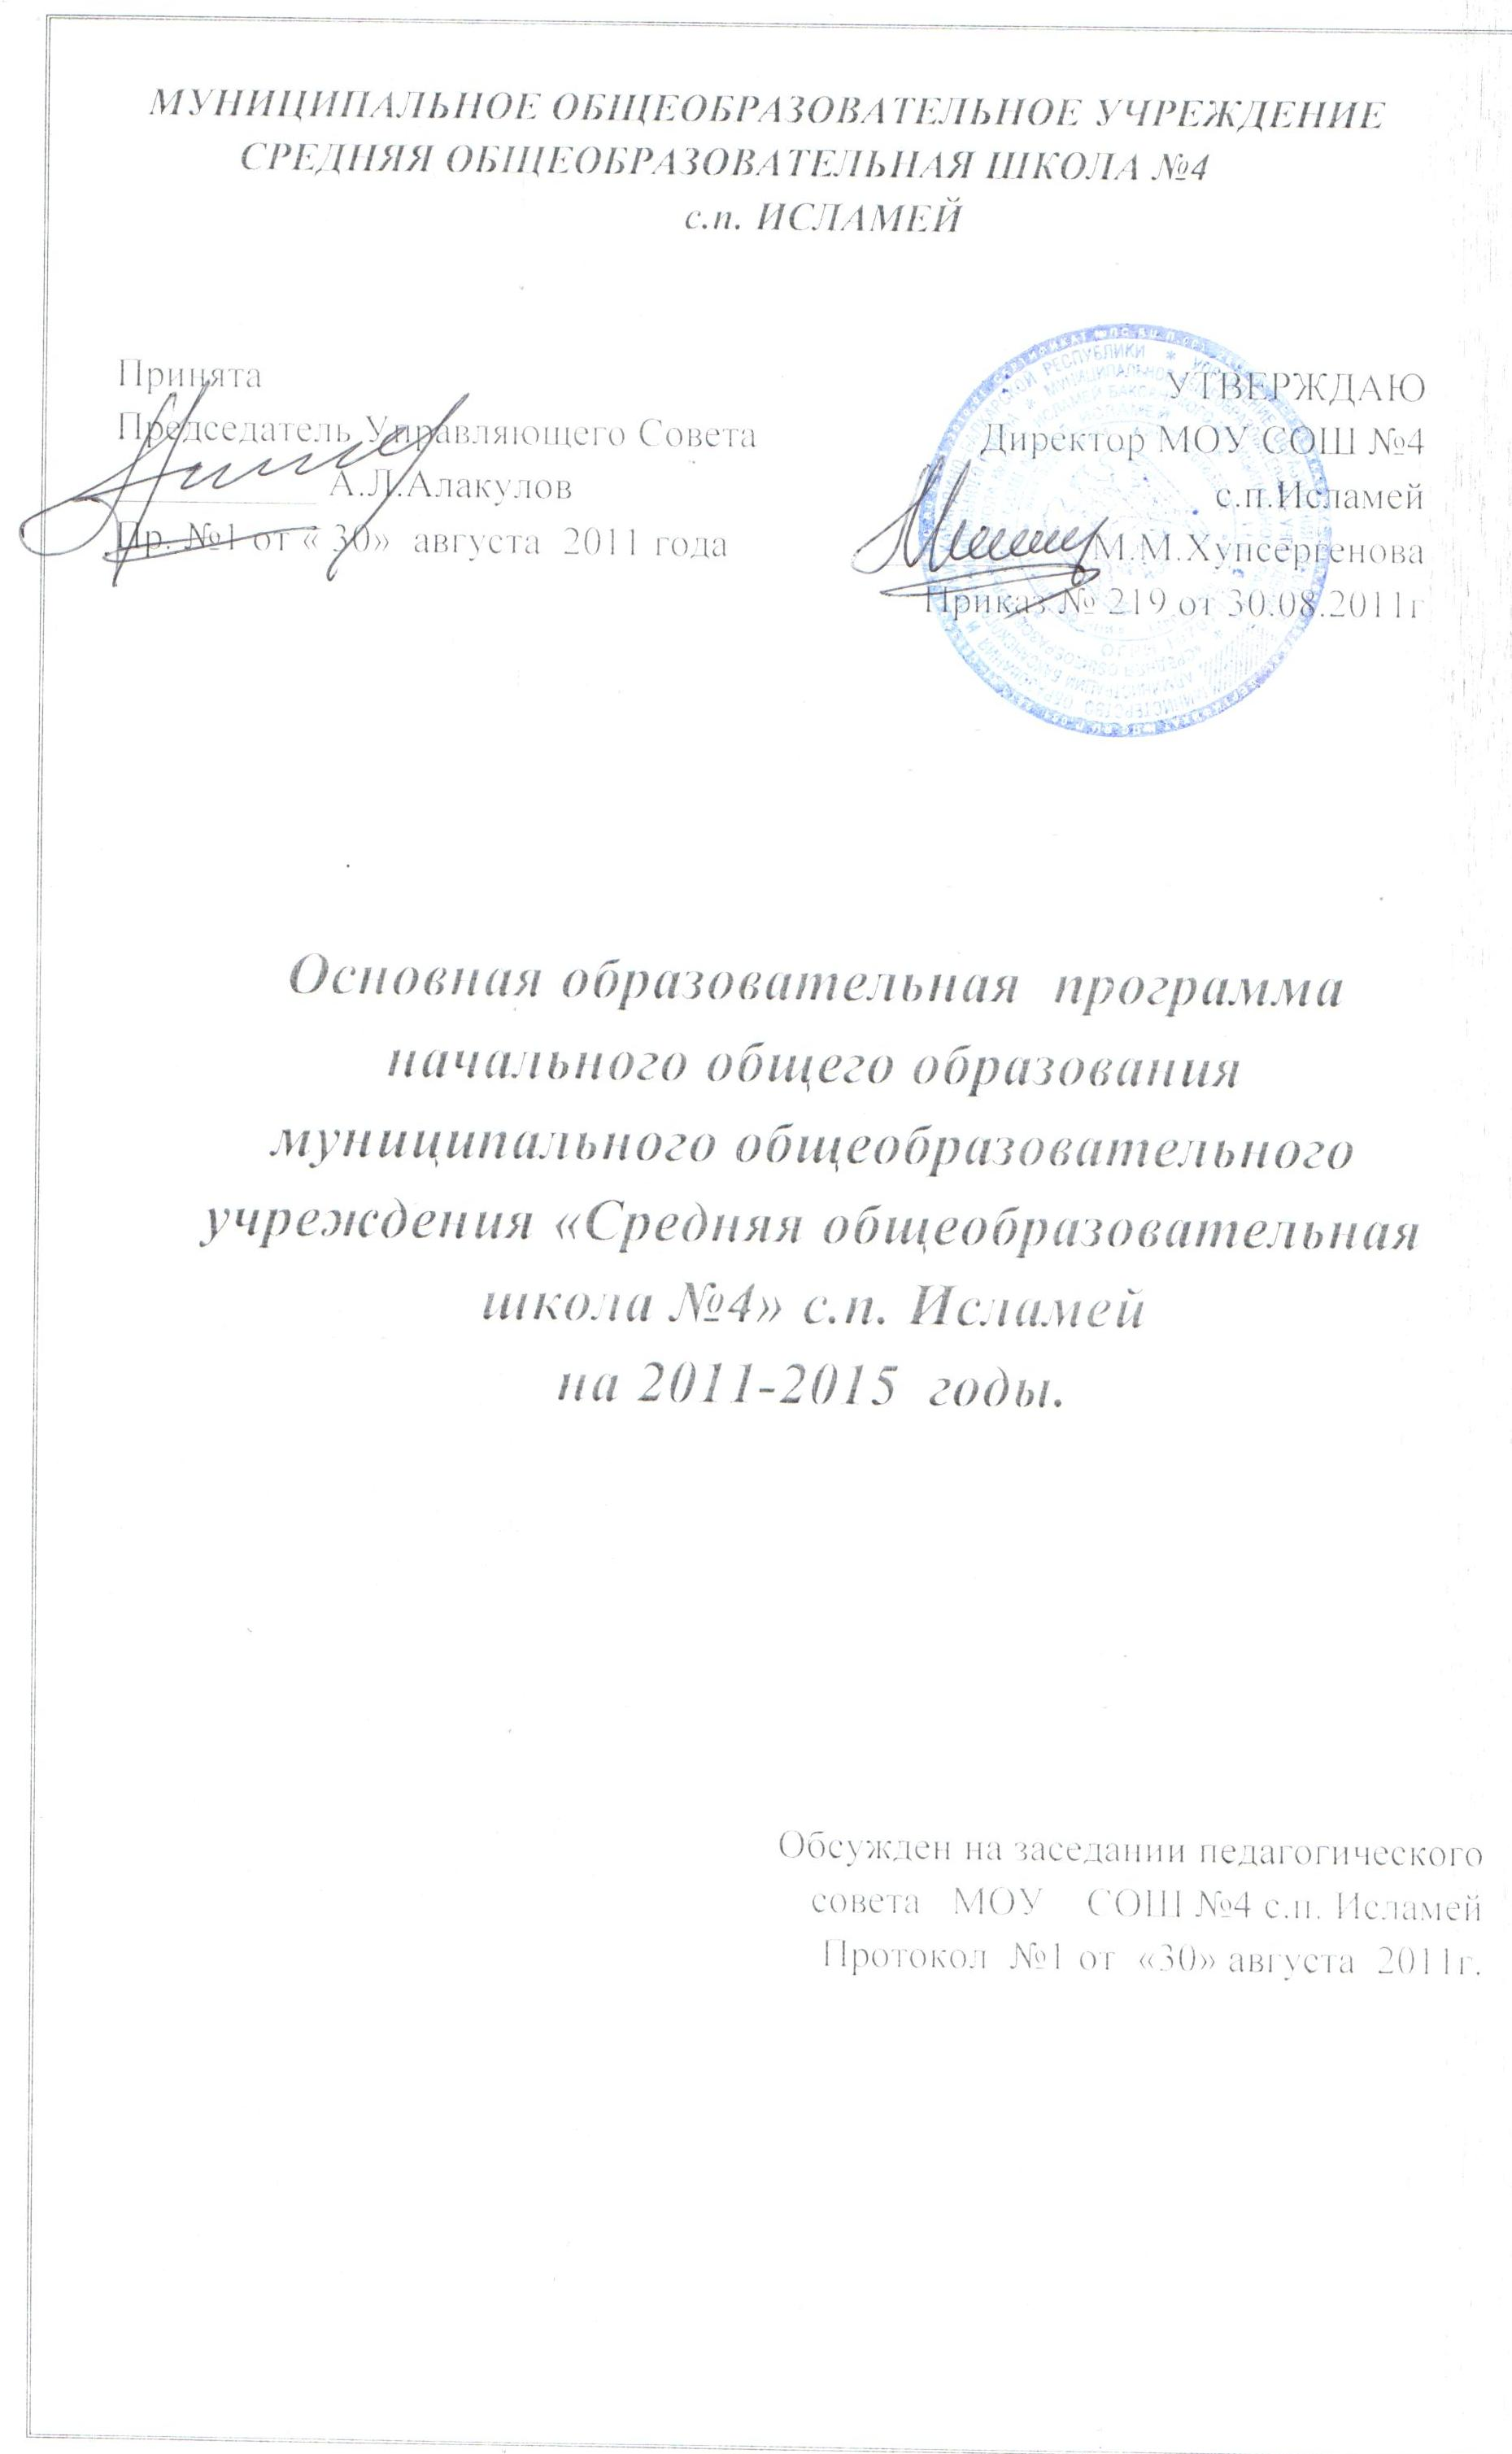 МУНИЦИПАЛЬНОЕ ОБЩЕОБРАЗОВАТЕЛЬНОЕ УЧРЕЖДЕНИЕ
СРЕДНЯЯ ОБЩЕОБРАЗОВАТЕЛЬНАЯ ШКОЛА №4
с.п. ИСЛАМЕЙ
Принята
Председатель Управляющего Совета
А.Л.Алакулов
Пр. №1 от « 30» августа 2011 года
УТВЕРЖДАЮ
Директор МОУ СОШ №4
с.п.Исламей
М.М.Хупсергенова
Приказ № 219 от 30.08.2011г
Основная образовательная программа
начального общего образования
муниципального общеобразовательного
учреждения «Средняя общеобразовательная
школа №4» с.п. Исламей
на 2011-2015 годы.
Обсужден на заседании педагогического
совета МОУ СОШ №4 с.п. Исламей
Протокол №1 от «30» августа 2011г.